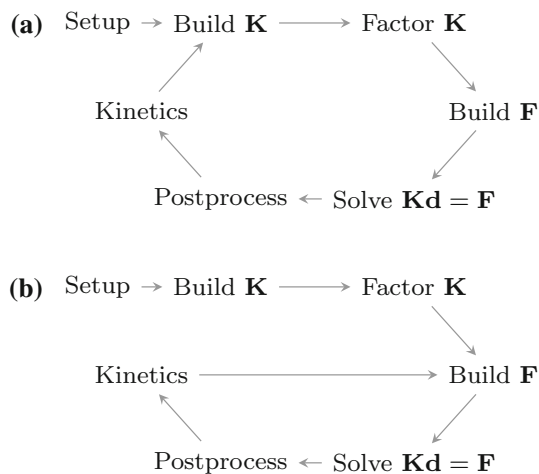 (a) Setup Build K Factor K
Kinetics Build F
Postprocess Solve Kd = F
(b) Setup Build K Factor K
Kinetics Build F
Postprocess Solve Kd = F